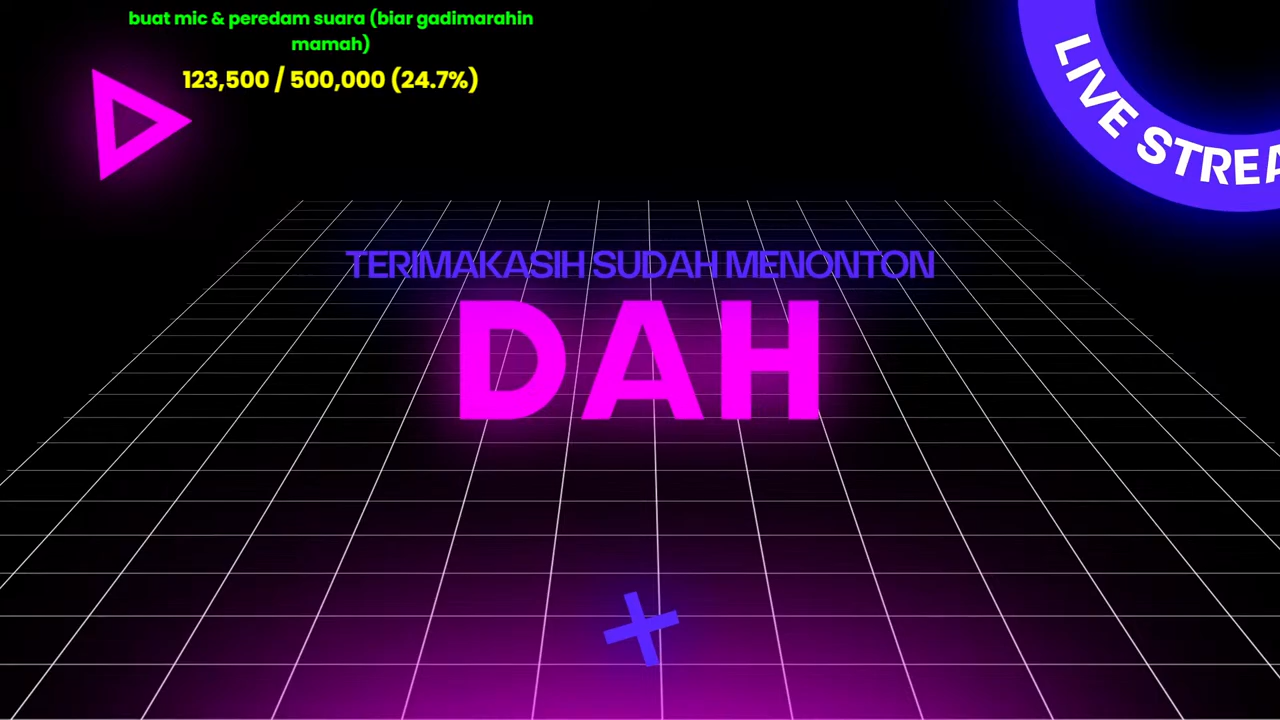 buat mic & peredam suara (biar gadimarahin
mamah)
123,500 / 500,000 (24.7%)
LIVE STREA
TERIMAKASIH SUDAH MENONTON
DAH